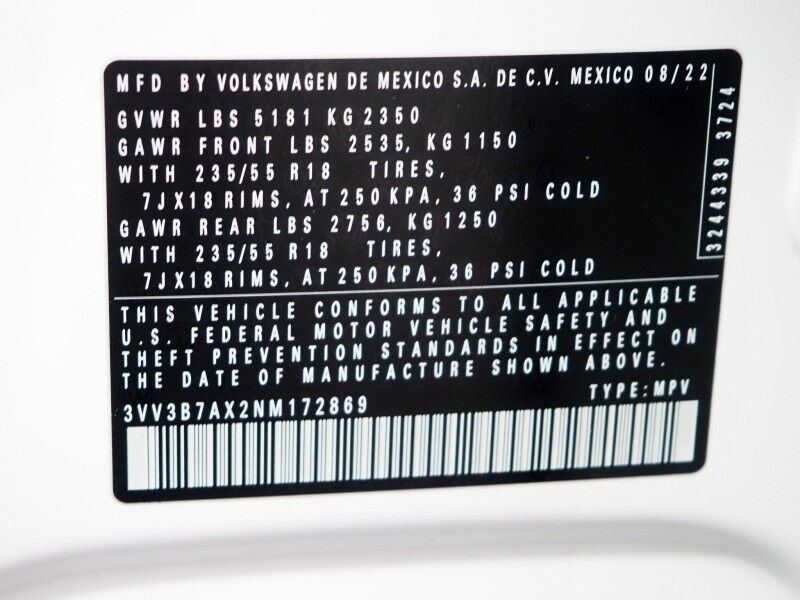 MFD BY VOLKSWAGEN DE MEXICO S.A. DE C.V. MEXICO 08/22
GVWR LBS 5181 KG 2350
GAWR FRONT LBS 2535, KG 1150
WITH 235/55 R18 TIRES,
7JX18 RIMS, AT 250 KPA, 36 PSI COLD
GAWR REAR LBS 2756, KG 1250
WITH 235/55 R18 TIRES,
7JX18 RIMS, AT 250 KPA, 36 PSI COLD
3244339 3724
THIS VEHICLE CONFORMS TO ALL APPLICABLE
U.S. FEDERAL MOTOR VEHICLE SAFETY AND
THEFT PREVENTION STANDARDS IN EFFECT ON
THE DATE OF MANUFACTURE SHOWN ABOVE.
3VV3B7AX2NM172869 TYPE:MPV